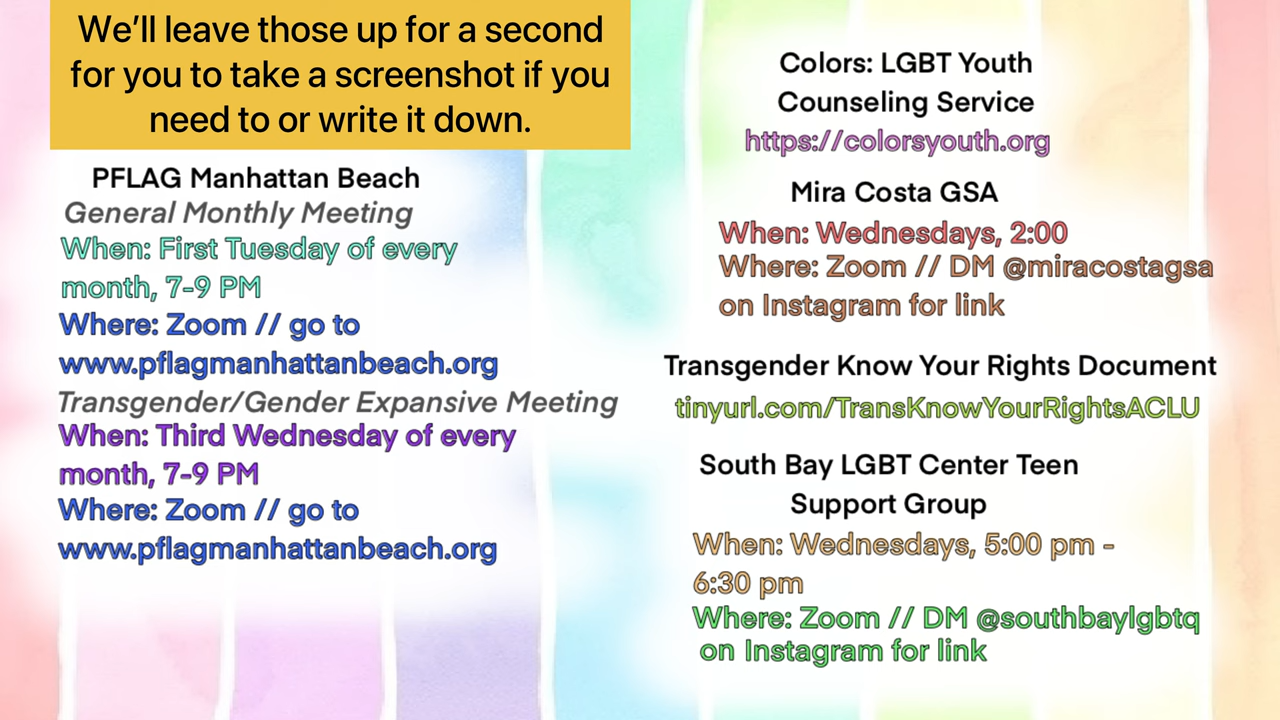 We'll leave those up for a second
for you to take a screenshot if you
need to or write it down.
PFLAG Manhattan Beach
General Monthly Meeting
When: First Tuesday of every
month, 7-9 PM
Where: Zoom // go to
www.pflagmanhattanbeach.org
Transgender/Gender Expansive Meeting
When: Third Wednesday of every
month, 7-9 PM
Where: Zoom // go to
www.pflagmanhattanbeach.org
Colors: LGBT Youth
Counseling Service
https://colorsyouth.org
Mira Costa GSA
When: Wednesdays, 2:00
Where: Zoom // DM @miracostagsa
on Instagram for link
Transgender Know Your Rights Document
tinyurl.com/TransKnowYourRightsACLU
South Bay LGBT Center Teen
Support Group
When: Wednesdays, 5:00 pm -
6:30 pm
Where: Zoom // DM @southbaylgbtq
on Instagram for link